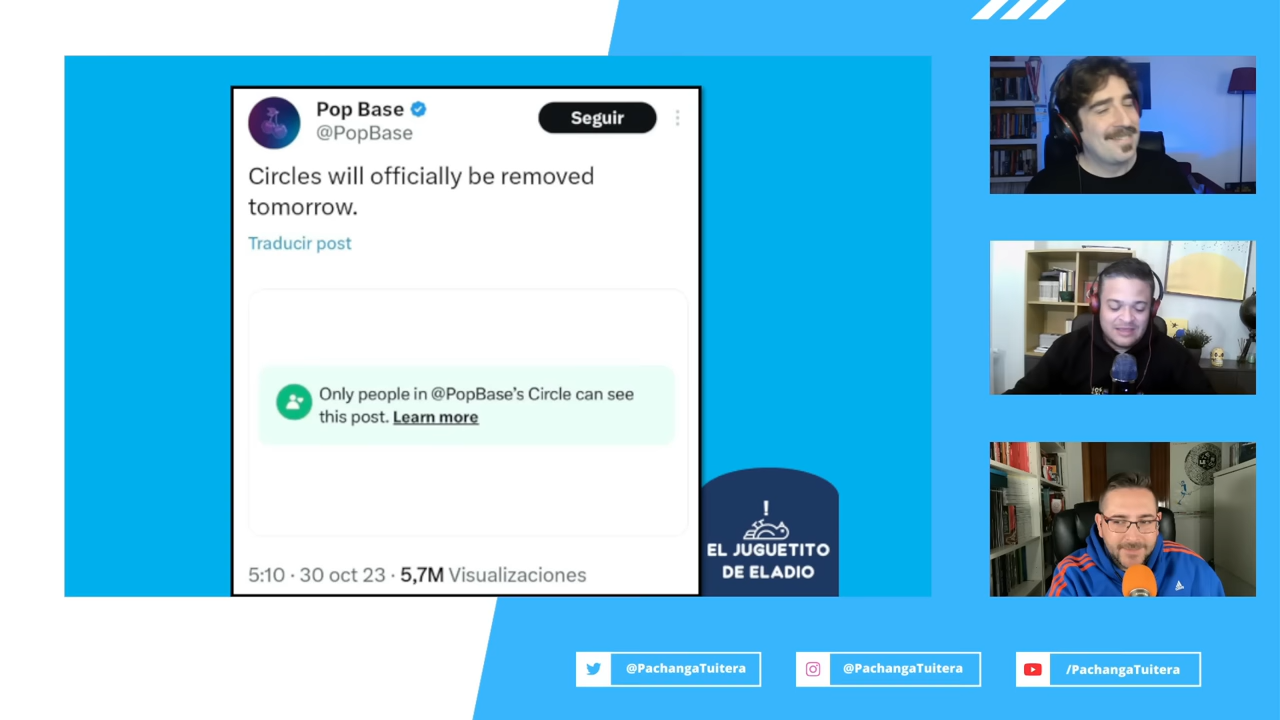 Pop Base
@PopBase
Seguir
Circles will officially be removed
tomorrow.
Traducir post
Only people in @PopBase's Circle can see
this post. Learn more
5:10 · 30 oct 23 · 5,7M Visualizaciones
!
EL JUGUETITO
DE ELADIO
@PachangaTuitera
@PachangaTuitera
/PachangaTuitera